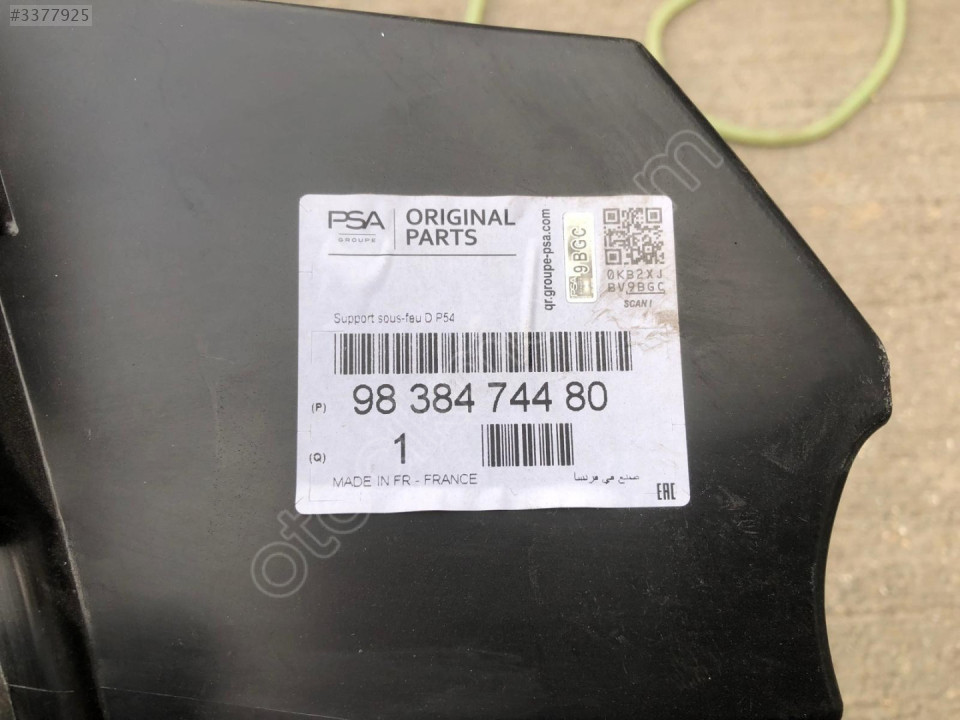 #3377925
PSA
GROUPE
ORIGINAL
PARTS
qr.groupe-psa.com
9BGC
0KB2XJ
BV9BGC
SCAN!
Support sous-feu D P54
(P) 98 384 744 80
(Q) 1
MADE IN FR - FRANCE
صنع في فرنسا
EAC